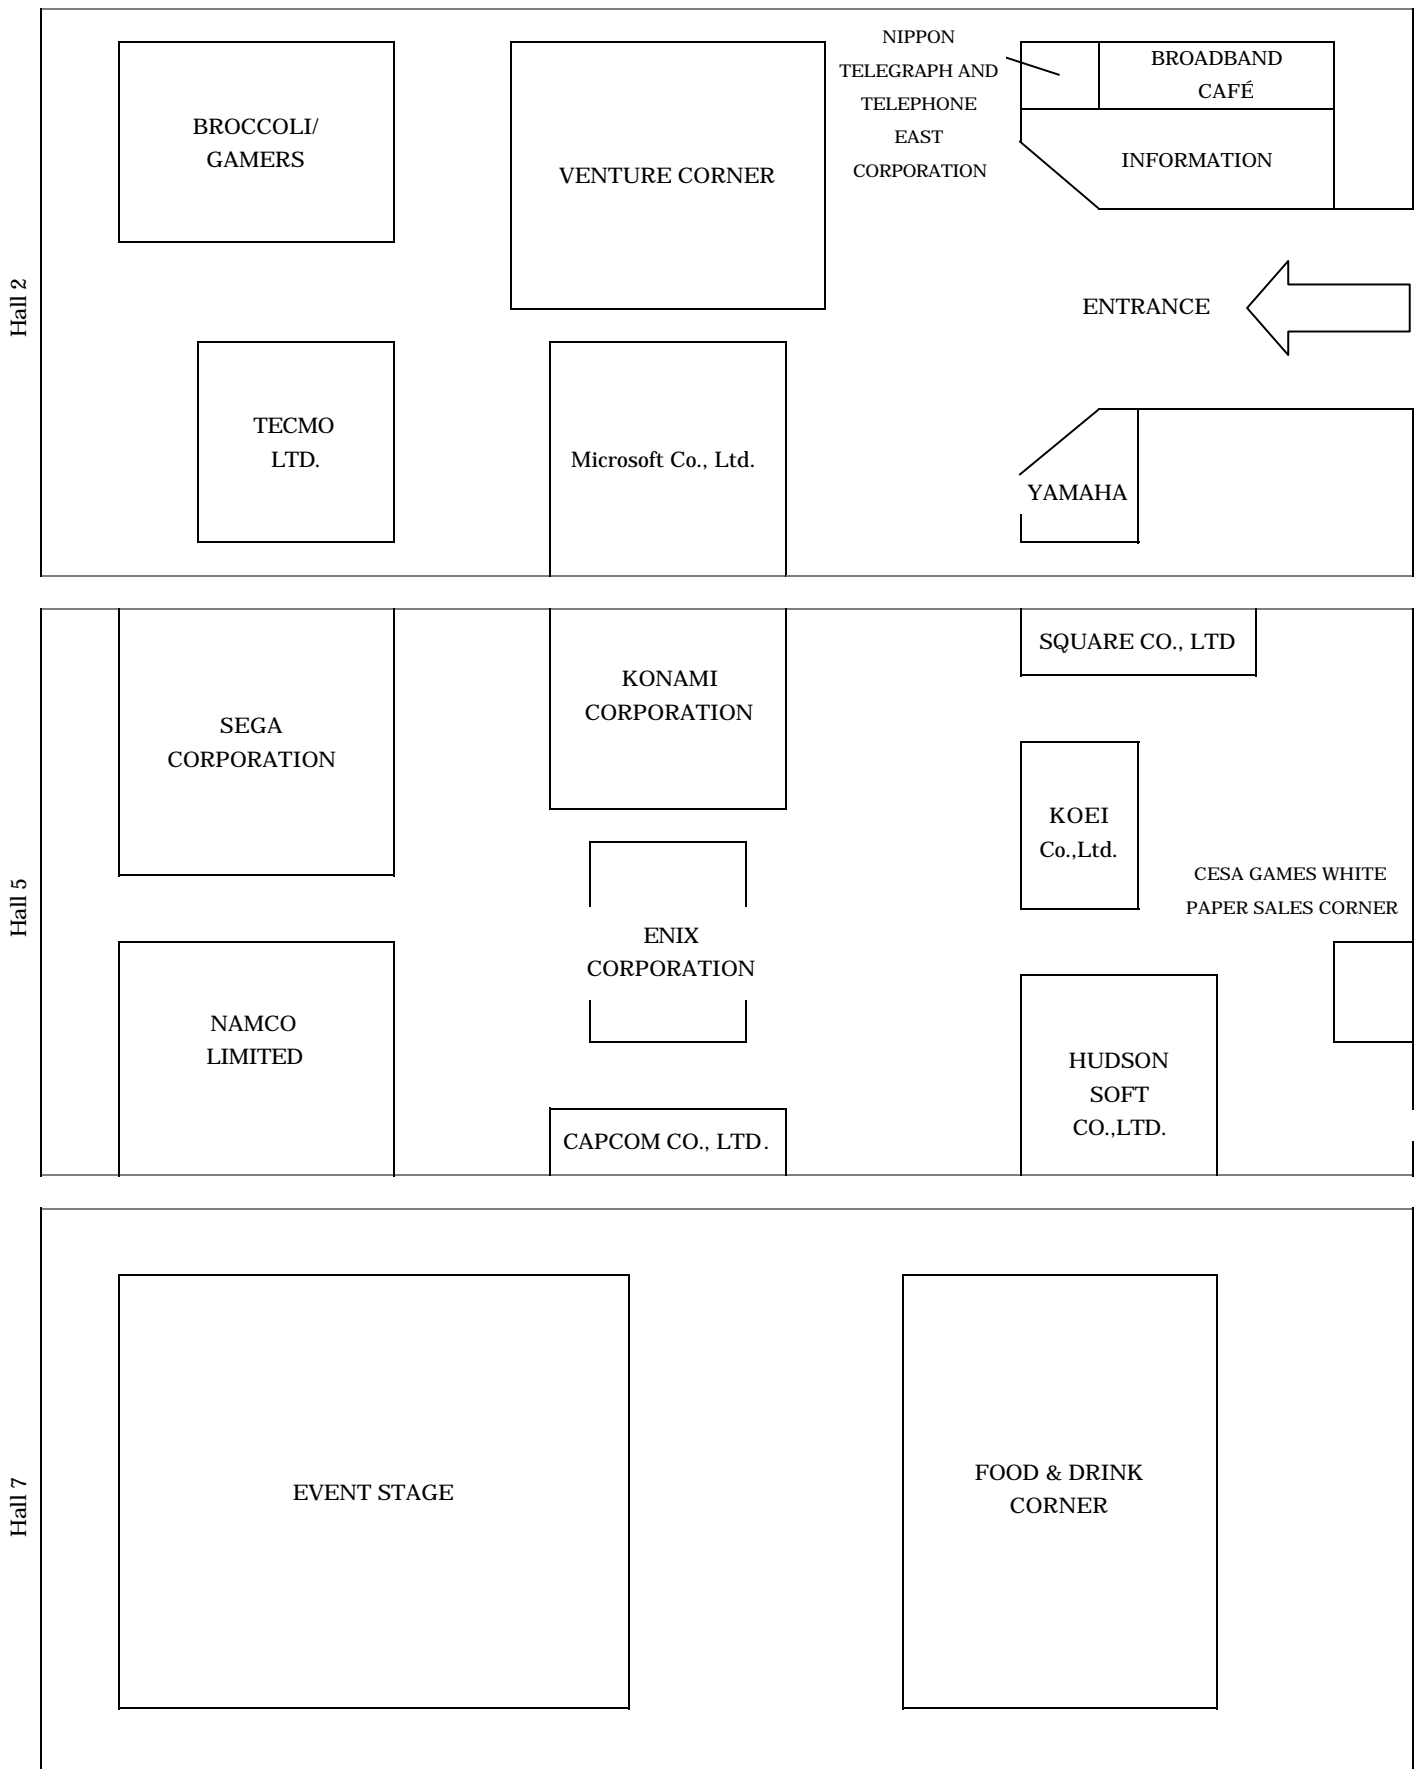 Hall 2
BROCCOLI/
GAMERS
VENTURE CORNER
NIPPON
TELEGRAPH AND
TELEPHONE
EAST
CORPORATION
BROADBAND
CAFÉ
INFORMATION
ENTRANCE
TECMO
LTD.
Microsoft Co., Ltd.
YAMAHA
Hall 5
SEGA
CORPORATION
KONAMI
CORPORATION
SQUARE CO., LTD
KOEI
Co.,Ltd.
CESA GAMES WHITE
PAPER SALES CORNER
ENIX
CORPORATION
NAMCO
LIMITED
CAPCOM CO., LTD.
HUDSON
SOFT
CO.,LTD.
Hall 7
EVENT STAGE
FOOD & DRINK
CORNER